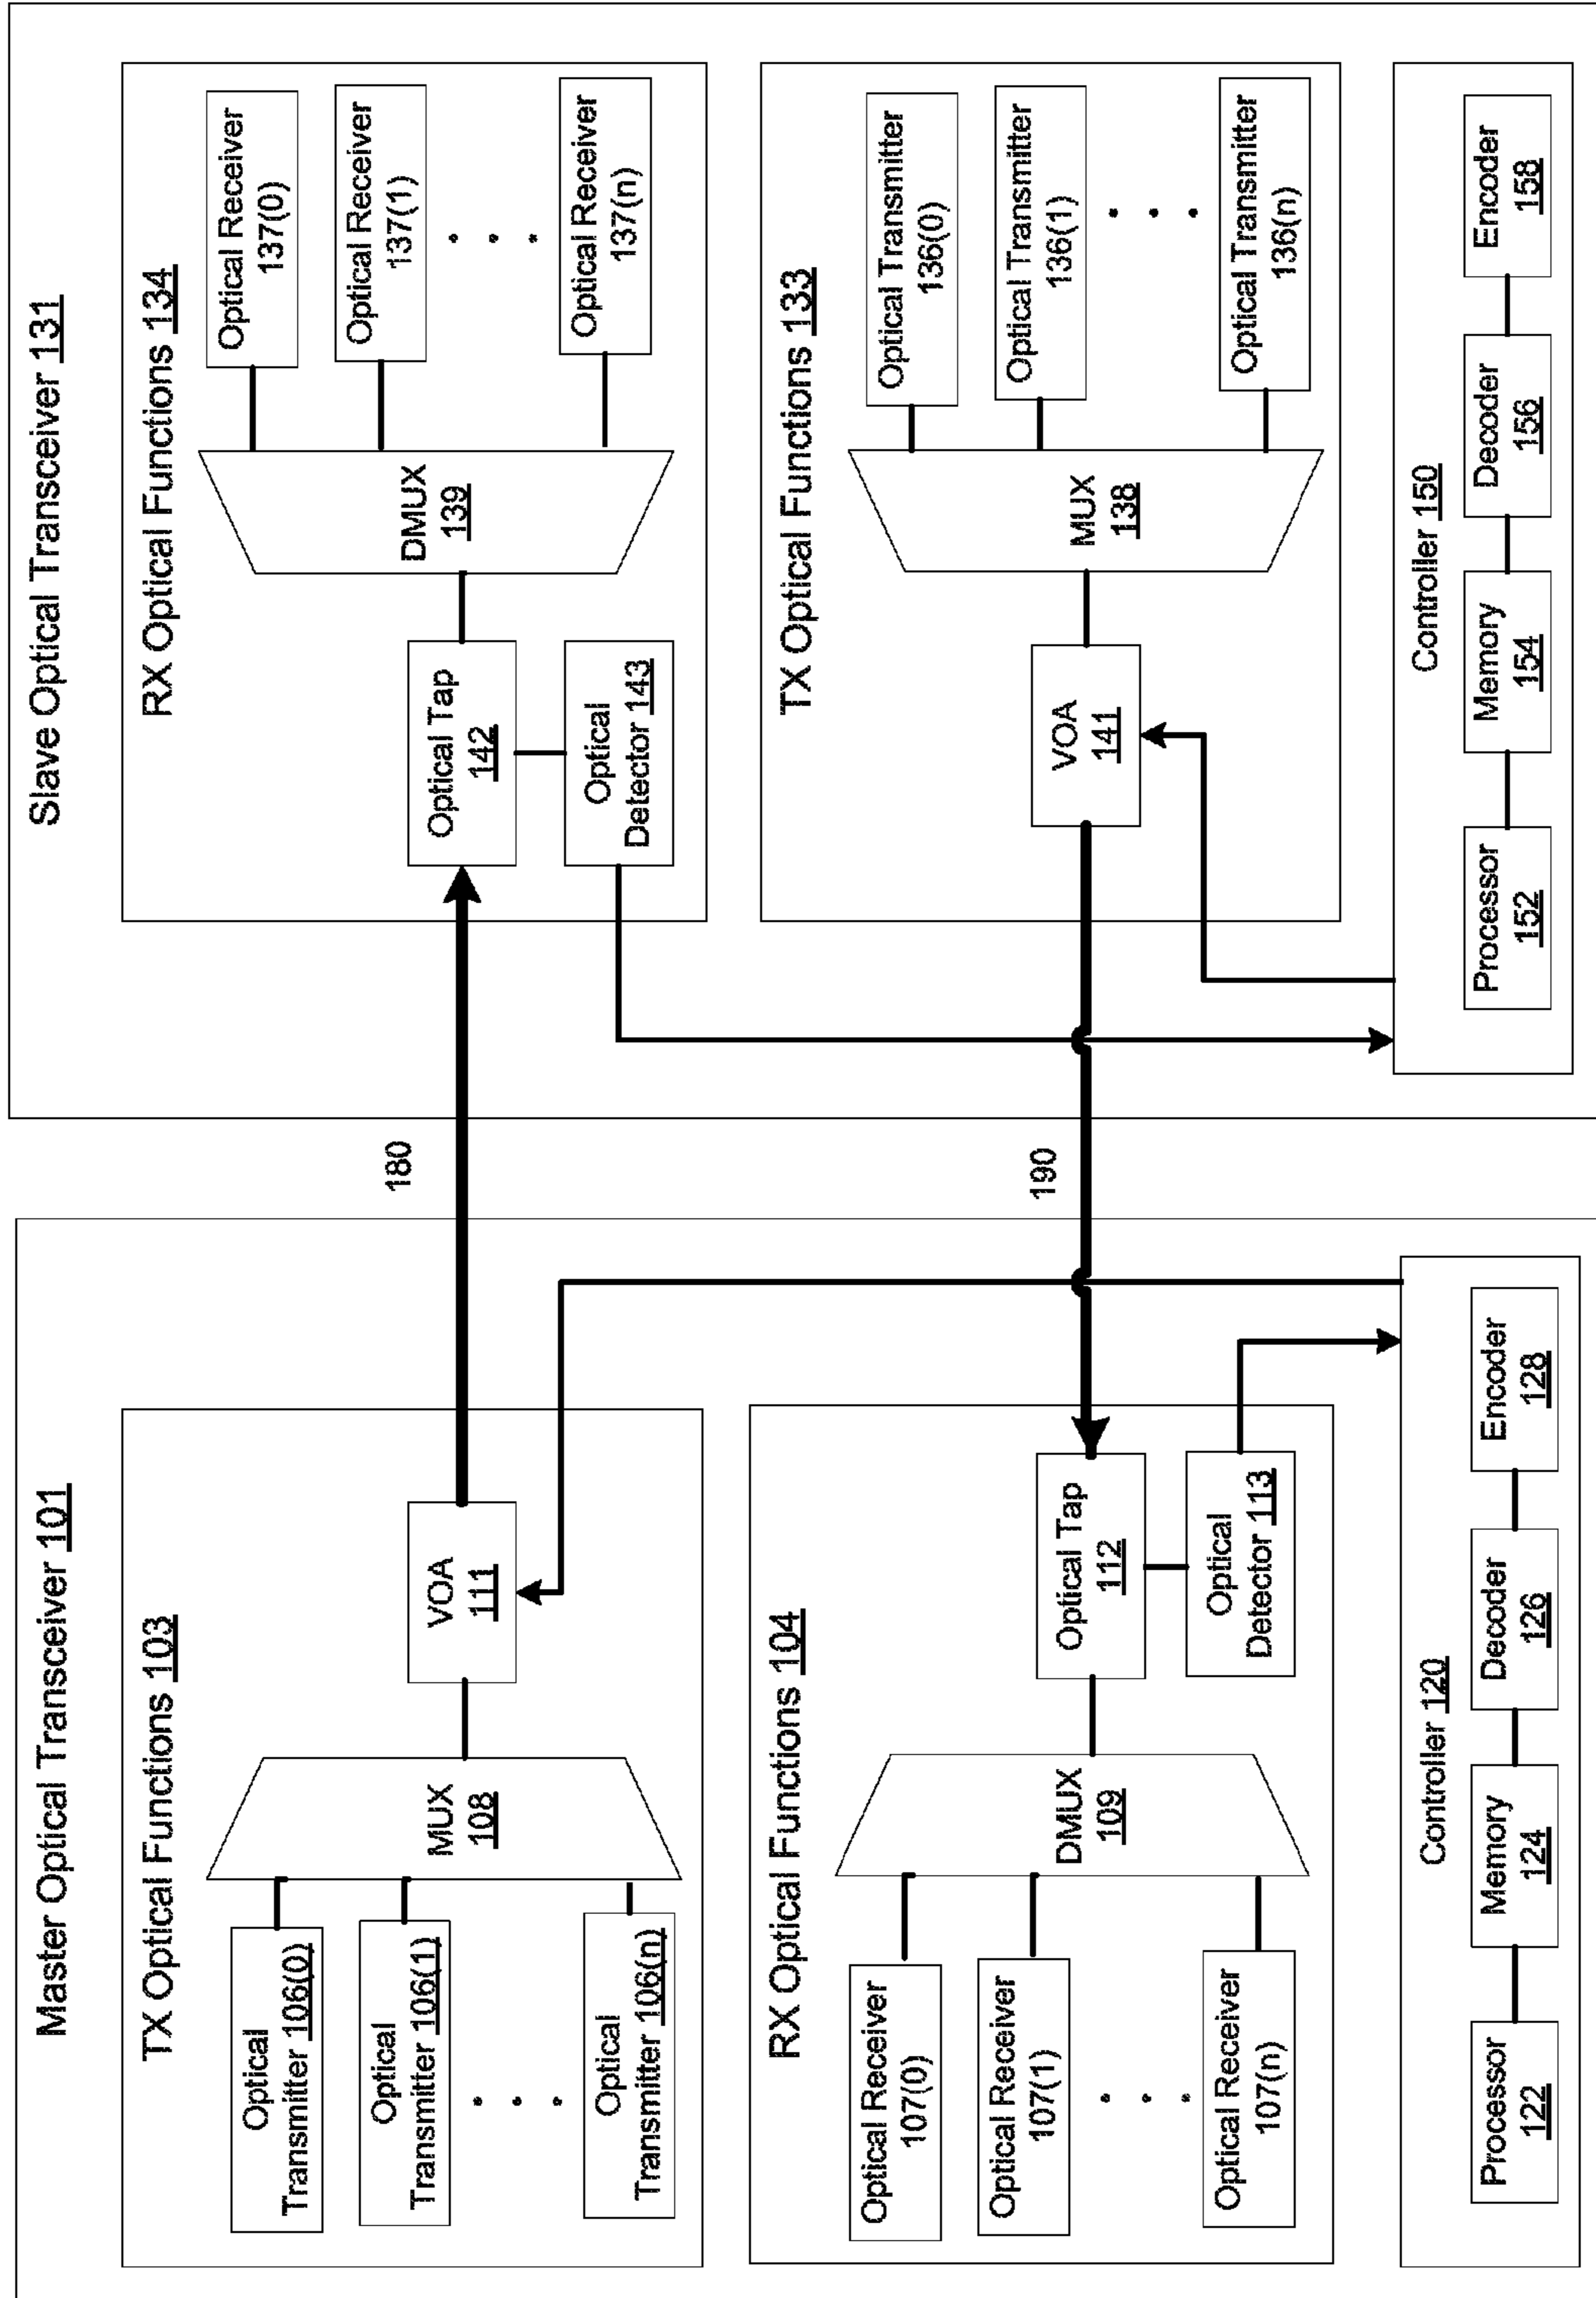 Master Optical Transceiver 101
TX Optical Functions 103
Optical
Transmitter 106(0)
Optical
Transmitter 106(1)
. . .
Optical
Transmitter 106(n)
MUX
108
VOA
111
RX Optical Functions 104
Optical Receiver
107(0)
Optical Receiver
107(1)
. . .
Optical Receiver
107(n)
DMUX
109
Optical Tap
112
Optical
Detector 113
Controller 120
Processor
122
Memory
124
Decoder
126
Encoder
128
180
190
Slave Optical Transceiver 131
RX Optical Functions 134
Optical Tap
142
Optical
Detector 143
DMUX
139
Optical Receiver
137(0)
Optical Receiver
137(1)
. . .
Optical Receiver
137(n)
TX Optical Functions 133
VOA
141
MUX
138
Optical Transmitter
136(0)
Optical Transmitter
136(1)
. . .
Optical Transmitter
136(n)
Controller 150
Processor
152
Memory
154
Decoder
156
Encoder
158